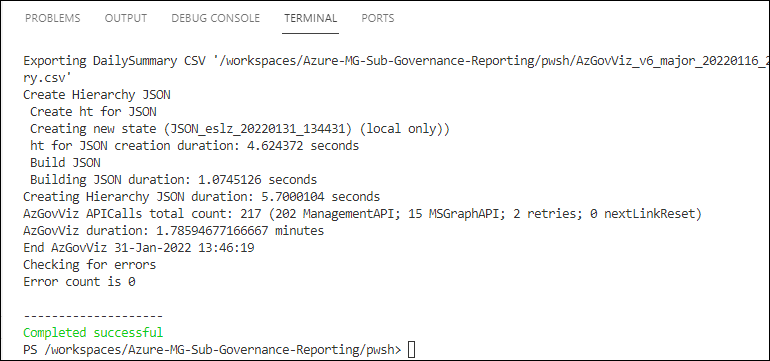 PROBLEMS OUTPUT DEBUG CONSOLE TERMINAL PORTS
Exporting DailySummary CSV '/workspaces/Azure-MG-Sub-Governance-Reporting/pwsh/AzGovViz_v6_major_20220116_2
ry.csv'
Create Hierarchy JSON
Create ht for JSON
Creating new state (JSON_eslz_20220131_134431) (local only))
ht for JSON creation duration: 4.624372 seconds
Build JSON
Building JSON duration: 1.0745126 seconds
Creating Hierarchy JSON duration: 5.7000104 seconds
AzGovViz APICalls total count: 217 (202 ManagementAPI; 15 MSGraphAPI; 2 retries; 0 nextLinkReset)
AzGovViz duration: 1.78594677166667 minutes
End AzGovViz 31-Jan-2022 13:46:19
Checking for errors
Error count is 0
--------------------
Completed successful
PS /workspaces/Azure-MG-Sub-Governance-Reporting/pwsh>